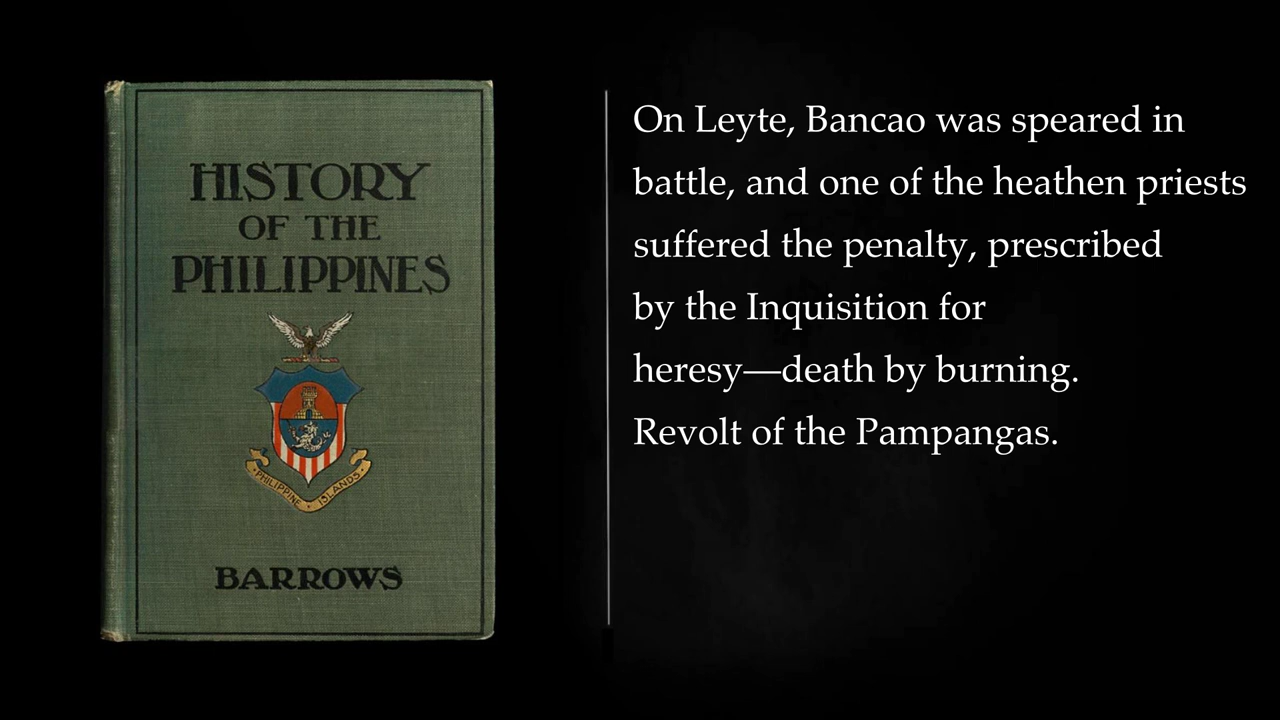 HISTORY
OF THE
PHILIPPINES
PHILIPPINE ISLANDS
BARROWS
On Leyte, Bancao was speared in
battle, and one of the heathen priests
suffered the penalty, prescribed
by the Inquisition for
heresy—death by burning.
Revolt of the Pampangas.